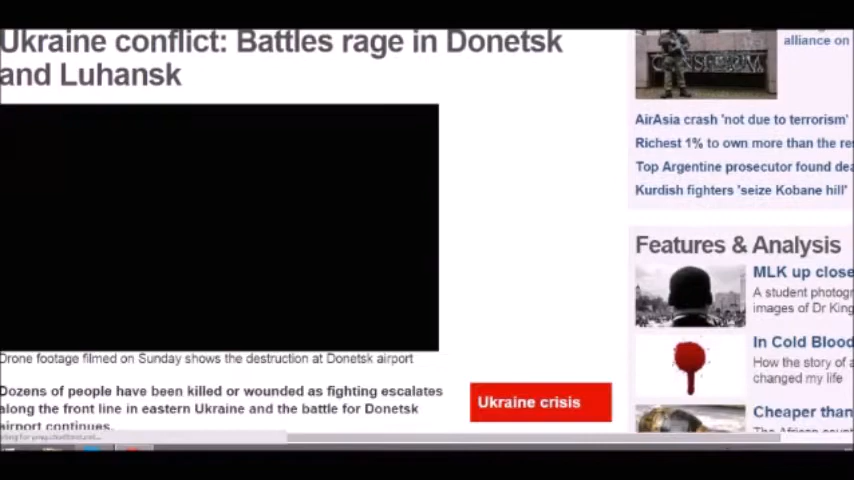 Ukraine conflict: Battles rage in Donetsk
and Luhansk
Drone footage filmed on Sunday shows the destruction at Donetsk airport
Dozens of people have been killed or wounded as fighting escalates
along the front line in eastern Ukraine and the battle for Donetsk
airport continues.
Ukraine crisis
alliance on
AirAsia crash 'not due to terrorism'
Richest 1% to own more than the
Top Argentine prosecutor found
Kurdish fighters 'seize Kobane hill'
Features & Analysis
MLK up close
A student
images of Dr King
In Cold Blood
How the story of a
changed my life
Cheaper than
The African